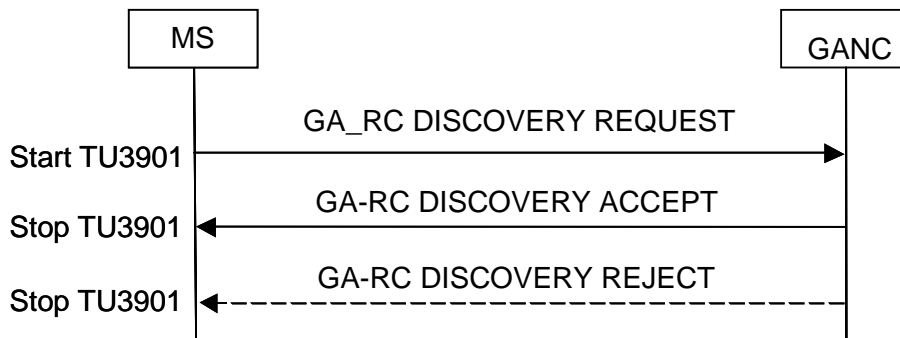 MS
GANC
GA_RC DISCOVERY REQUEST
Start TU3901
GA-RC DISCOVERY ACCEPT
Stop TU3901
GA-RC DISCOVERY REJECT
Stop TU3901